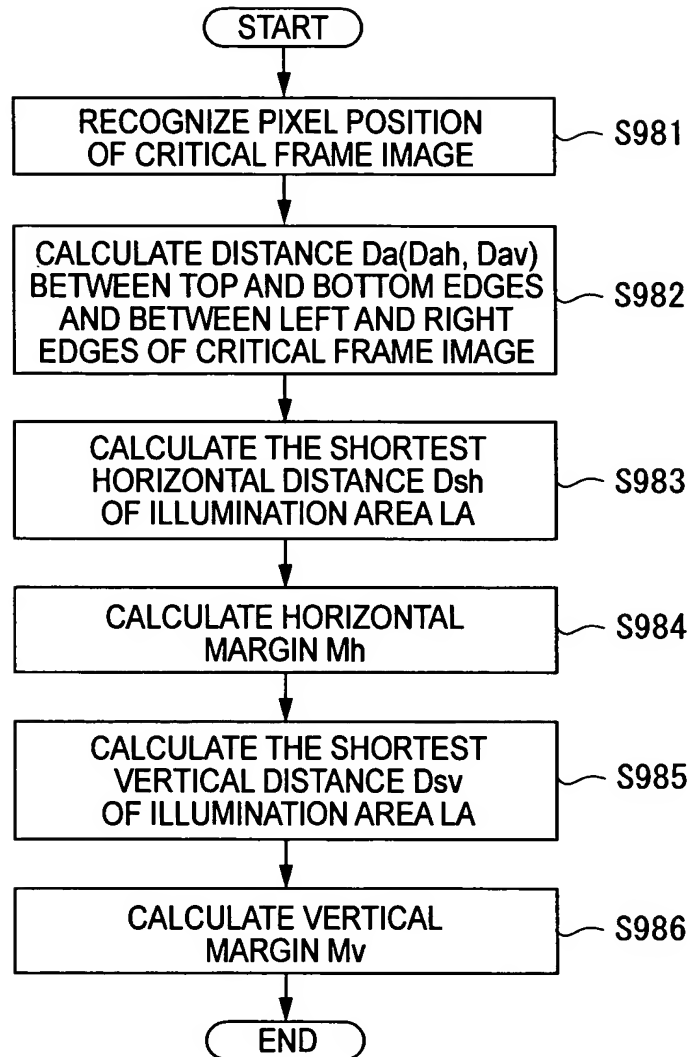 START
RECOGNIZE PIXEL POSITION
OF CRITICAL FRAME IMAGE
S981
CALCULATE DISTANCE Da(Dah, Dav)
BETWEEN TOP AND BOTTOM EDGES
AND BETWEEN LEFT AND RIGHT
EDGES OF CRITICAL FRAME IMAGE
S982
CALCULATE THE SHORTEST
HORIZONTAL DISTANCE Dsh
OF ILLUMINATION AREA LA
S983
CALCULATE HORIZONTAL
MARGIN Mh
S984
CALCULATE THE SHORTEST
VERTICAL DISTANCE Dsv
OF ILLUMINATION AREA LA
S985
CALCULATE VERTICAL
MARGIN Mv
S986
END